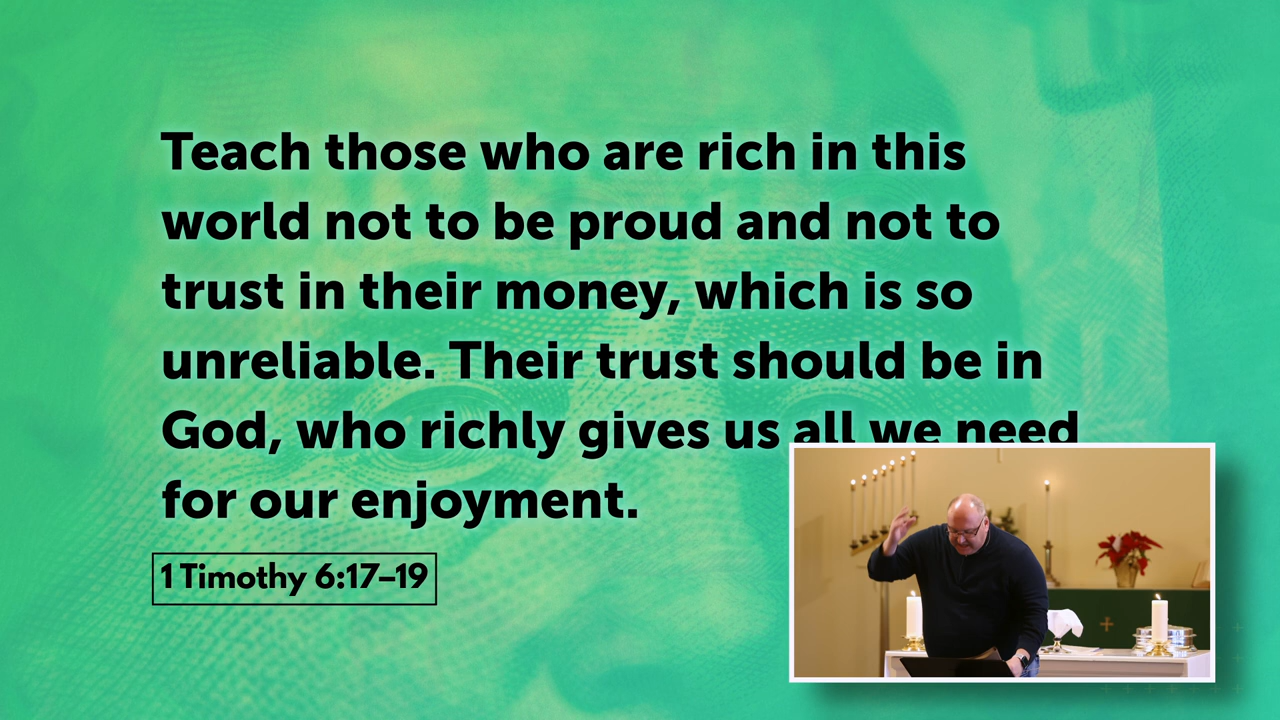 Teach those who are rich in this
world not to be proud and not to
trust in their money, which is so
unreliable. Their trust should be in
God, who richly gives us all we need
for our enjoyment.
1 Timothy 6:17–19